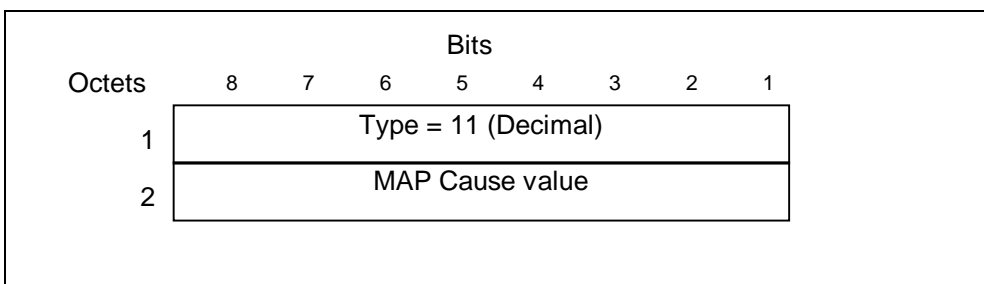 Bits
Octets 8 7 6 5 4 3 2 1
1 Type = 11 (Decimal)
2 MAP Cause value